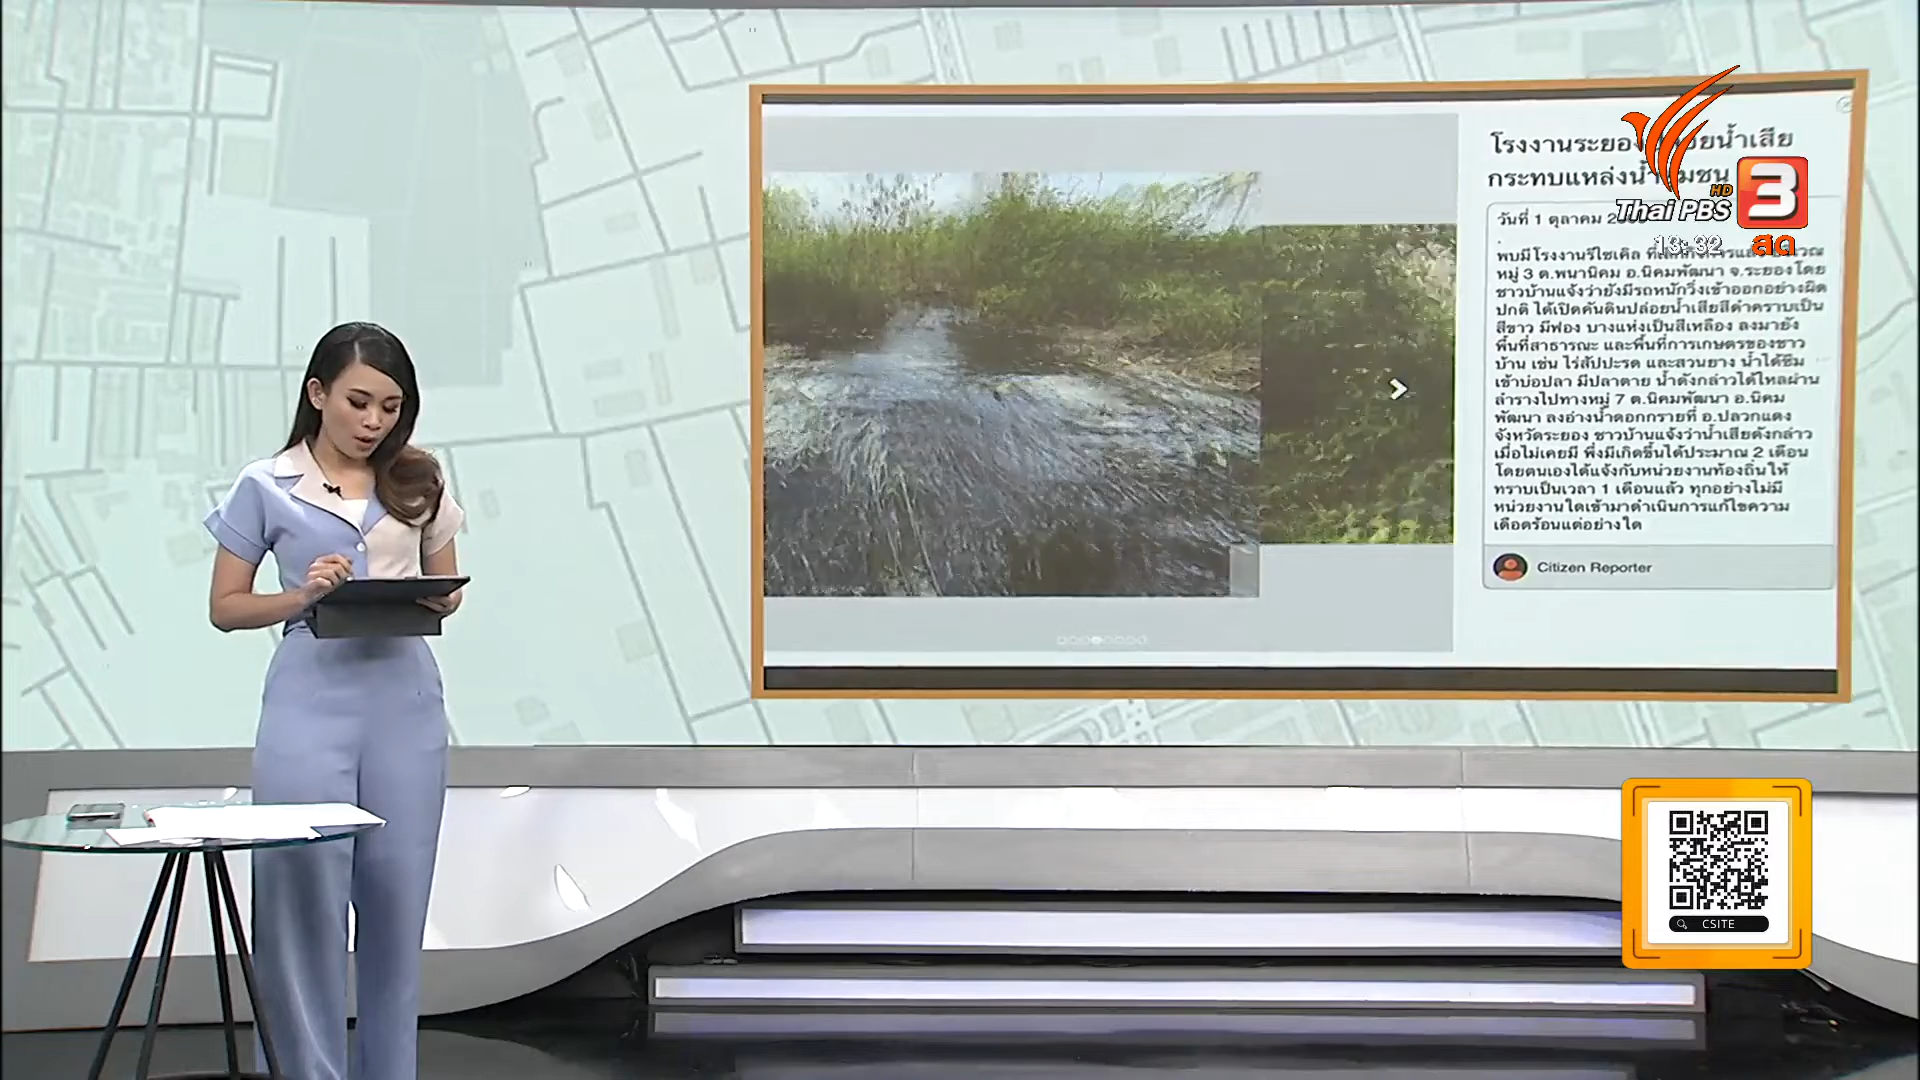 โรงงานระยอง
น้ำเสีย
กระทบแหล่งน้ำ
Thai PBS
HD
3
13:32
สด
วันที่ 1 ตุลาคม
พบมีโรงงานรีไซเคิล
หมู่ 3 ต.พนานิคม อ.นิคมพัฒนา จ.ระยองโดย
ชาวบ้านแจ้งว่ายังมีรถหนักวิ่งเข้าออกอย่างผิด
ปกติ ได้เปิดคันดินปล่อยน้ำเสียสีดำคราบเป็น
สีขาว มีฟอง บางแห่งเป็นสีเหลือง ลงมายัง
พื้นที่สาธารณะ และพื้นที่การเกษตรของชาว
บ้าน เช่น ไร่สัปปะรด และสวนยาง น้ำได้ซึม
เข้าบ่อปลา มีปลาตาย น้ำดังกล่าวได้ไหลผ่าน
ลำรางไปทางหมู่ 7 ต.นิคมพัฒนา อ.นิคม
พัฒนา ลงอ่างน้ำดอกกรายที่ อ.ปลวกแดง
จังหวัดระยอง ชาวบ้านแจ้งว่าน้ำเสียดังกล่าว
เมื่อไม่เคยมี พึ่งมีเกิดขึ้นได้ประมาณ 2 เดือน
โดยตนเองได้แจ้งกับหน่วยงานท้องถิ่นให้
ทราบเป็นเวลา 1 เดือนแล้ว ทุกอย่างไม่มี
หน่วยงานใดเข้ามาดำเนินการแก้ไขความ
เดือดร้อนแต่อย่างใด
Citizen Reporter
CSITE